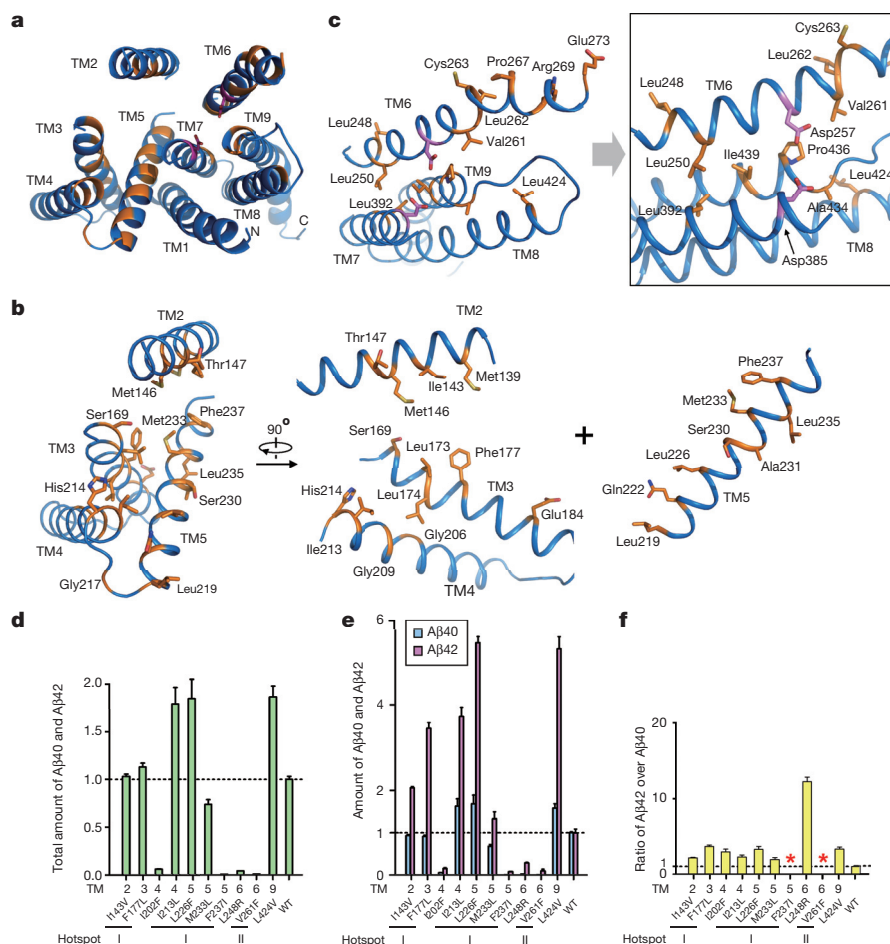 a
TM2
TM6
TM3
TM5
TM7
TM9
TM4
TM8
TM1
N
C
c
Glu273
Cys263
Pro267
Arg269
TM6
Leu248
Leu262
Val261
Leu250
TM9
Leu392
Leu424
TM7
TM8
Cys263
Leu262
Leu248
TM6
Val261
Asp257
Pro436
Leu250
Ile439
Leu424
Leu392
Ala434
Asp385
TM8
b
TM2
Thr147
Met146
Ser169
Met233
Phe237
TM3
Leu235
His214
Ser230
TM4
TM5
Gly217
Leu219
90°
TM2
Thr147
Ile143
Met139
Met146
Ser169
Leu173
Phe177
His214
Leu174
TM3
Glu184
Gly206
Ile213
Gly209
TM4
+
Phe237
Met233
Ser230
Leu235
Leu226
Ala231
Gln222
TM5
Leu219
d
Total amount of Aβ40 and Aβ42
2.0
1.5
1.0
0.5
0.0
TM 2 3 4 4 5 5 5 6 6 9
I143V F177L I202F I213L L226F M233L F237I L248R V261F L424V WT
Hotspot I I II
e
Aβ40
Aβ42
Amount of Aβ40 and Aβ42
6
4
2
1
0
2 3 4 4 5 5 5 6 6 9
I143V F177L I202F I213L L226F M233L F237I L248R V261F L424V WT
I I II
f
Ratio of Aβ42 over Aβ40
20
10
1
0
TM 2 3 4 4 5 5 5 6 6 9
* *
I143V F177L I202F I213L L226F M233L F237I L248R V261F L424V WT
Hotspot I I II